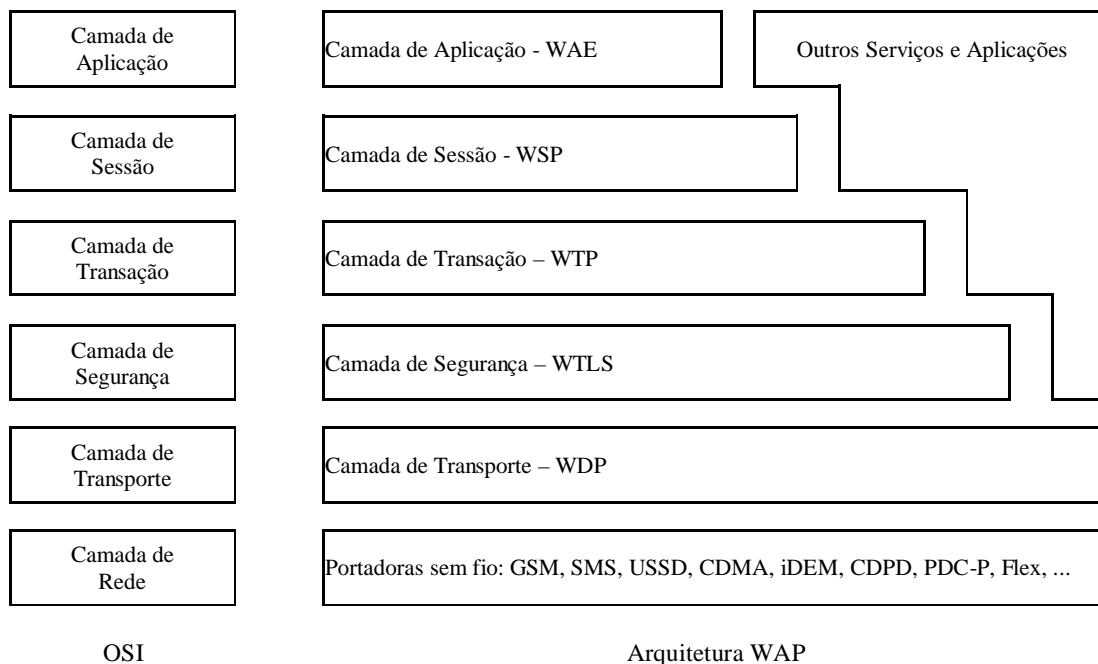 Camada de
Aplicação
Camada de Aplicação - WAE
Outros Serviços e Aplicações
Camada de
Sessão
Camada de Sessão - WSP
Camada de
Transação
Camada de Transação – WTP
Camada de
Segurança
Camada de Segurança – WTLS
Camada de
Transporte
Camada de Transporte – WDP
Camada de
Rede
Portadoras sem fio: GSM, SMS, USSD, CDMA, iDEM, CDPD, PDC-P, Flex, ...
OSI
Arquitetura WAP